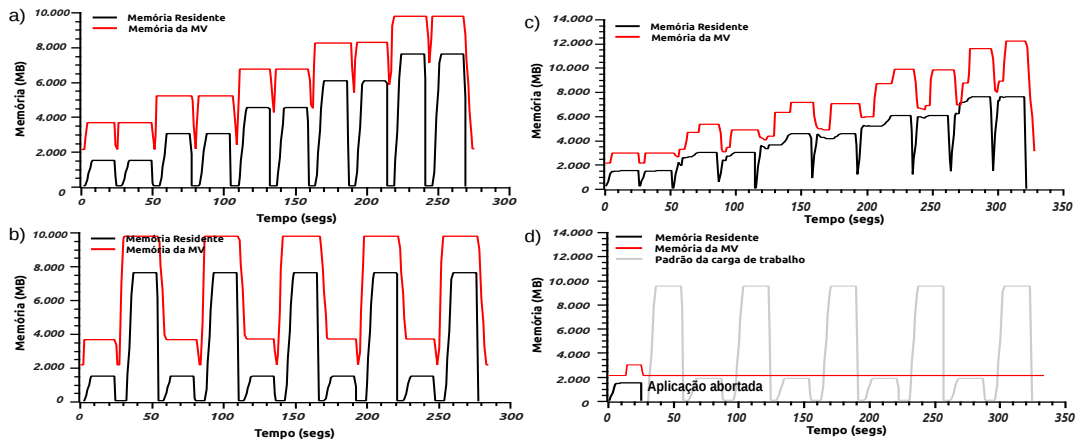 a)
Memória Residente
Memória da MV
Memória (MB)
10.000
8.000
6.000
4.000
2.000
0
0 50 100 150 200 250 300
Tempo (segs)
b)
Memória Residente
Memória da MV
Memória (MB)
10.000
8.000
6.000
4.000
2.000
0
0 50 100 150 200 250 300
Tempo (segs)
c)
Memória Residente
Memória da MV
Memória (MB)
14.000
12.000
10.000
8.000
6.000
4.000
2.000
0
0 50 100 150 200 250 300 350
Tempo (segs)
d)
Memória Residente
Memória da MV
Padrão da carga de trabalho
Memória (MB)
14.000
12.000
10.000
8.000
6.000
4.000
2.000
0
Aplicação abortada
0 50 100 150 200 250 300 350
Tempo (segs)